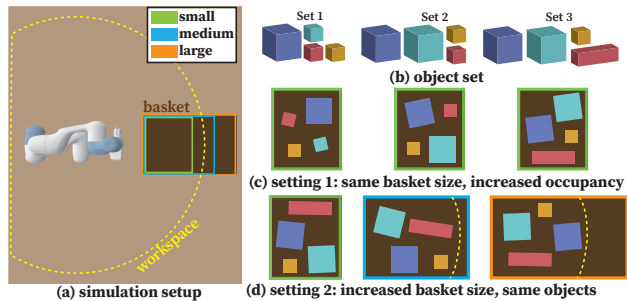 small
medium
large
basket
workspace
(a) simulation setup
Set 1
Set 2
Set 3
(b) object set
(c) setting 1: same basket size, increased occupancy
(d) setting 2: increased basket size, same objects